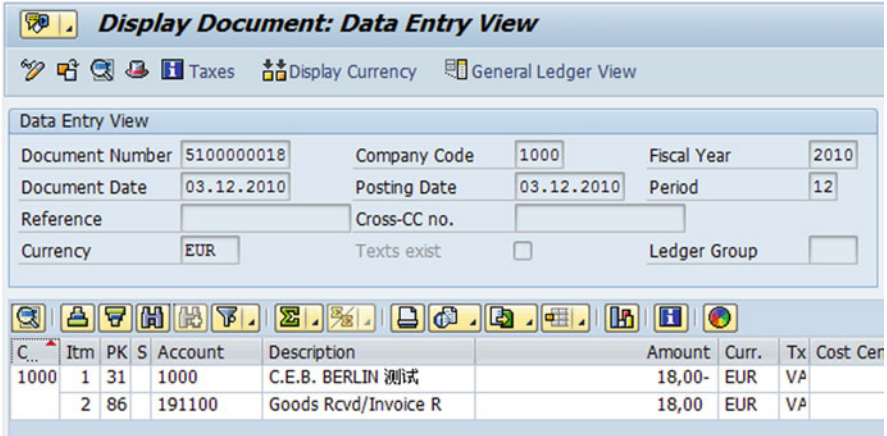 Display Document: Data Entry View
Taxes Display Currency General Ledger View
Data Entry View
Document Number 5100000018 Company Code 1000 Fiscal Year 2010
Document Date 03.12.2010 Posting Date 03.12.2010 Period 12
Reference Cross-CC no.
Currency EUR Texts exist Ledger Group
C.. Itm PK S Account Description Amount Curr. Tx Cost Cen
1000 1 31 1000 C.E.B. BERLIN 测试 18,00- EUR VA
2 86 191100 Goods Rcvd/Invoice R 18,00 EUR VA